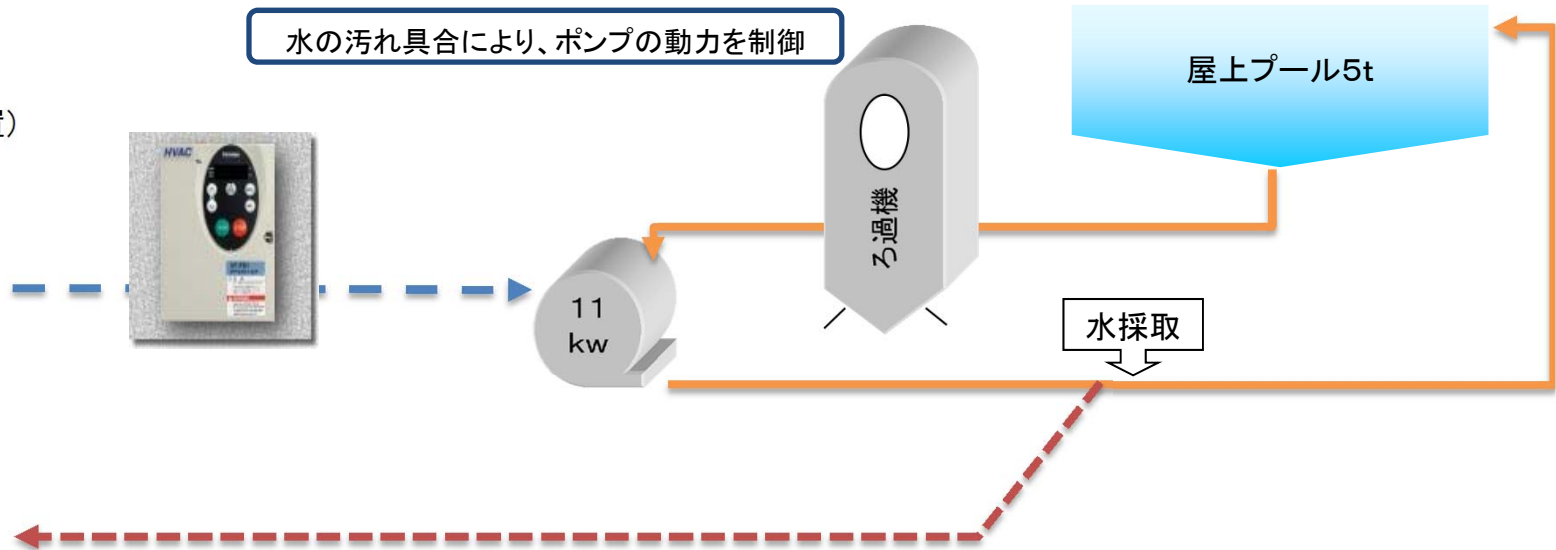 水の汚れ具合により、ポンプの動力を制御
屋上プール5t
)
HVAC
ろ過機
11
kw
水採取